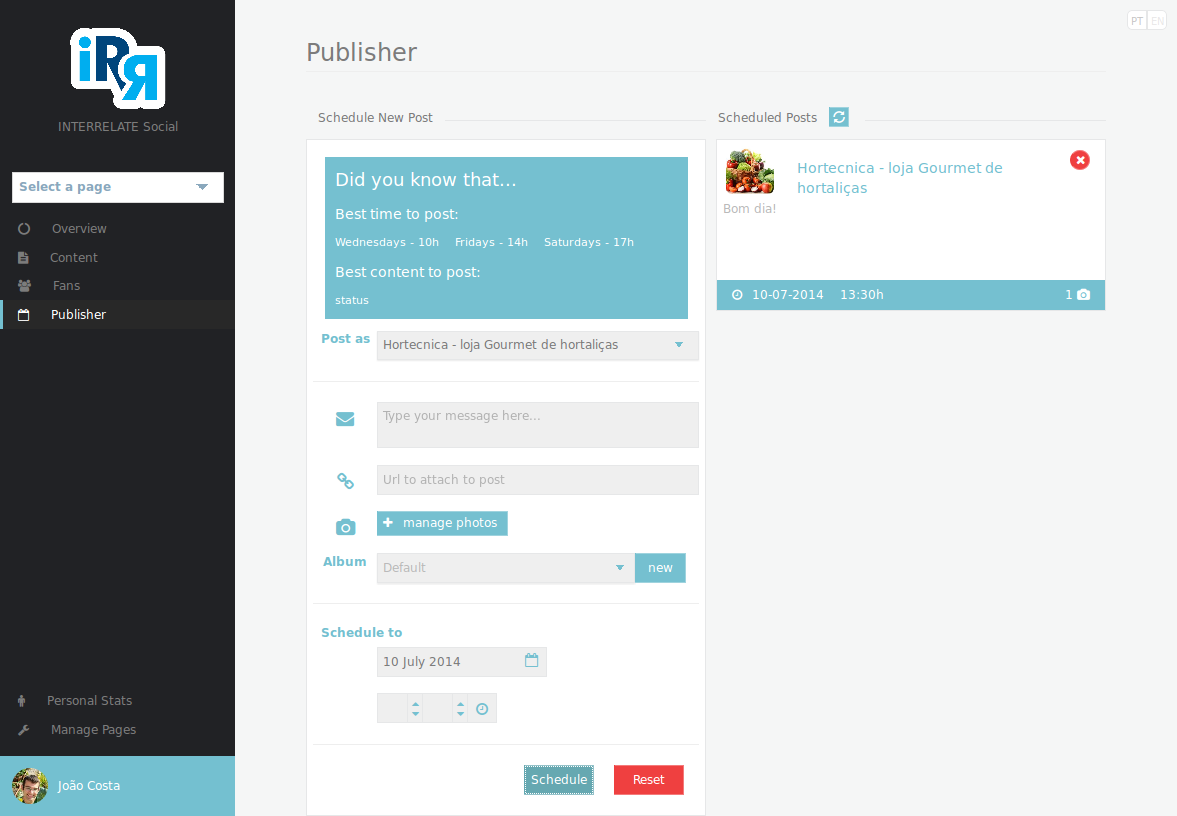 iRR
INTERRELATE Social
Select a page
Overview
Content
Fans
Publisher
Personal Stats
Manage Pages
João Costa
PT EN
Publisher
Schedule New Post
Did you know that...
Best time to post:
Wednesdays - 10h Fridays - 14h Saturdays - 17h
Best content to post:
status
Post as Hortecnica - loja Gourmet de hortaliças
Type your message here...
Url to attach to post
manage photos
Album Default new
Schedule to
10 July 2014
Schedule Reset
Scheduled Posts
Hortecnica - loja Gourmet de
hortaliças
Bom dia!
10-07-2014 13:30h 1